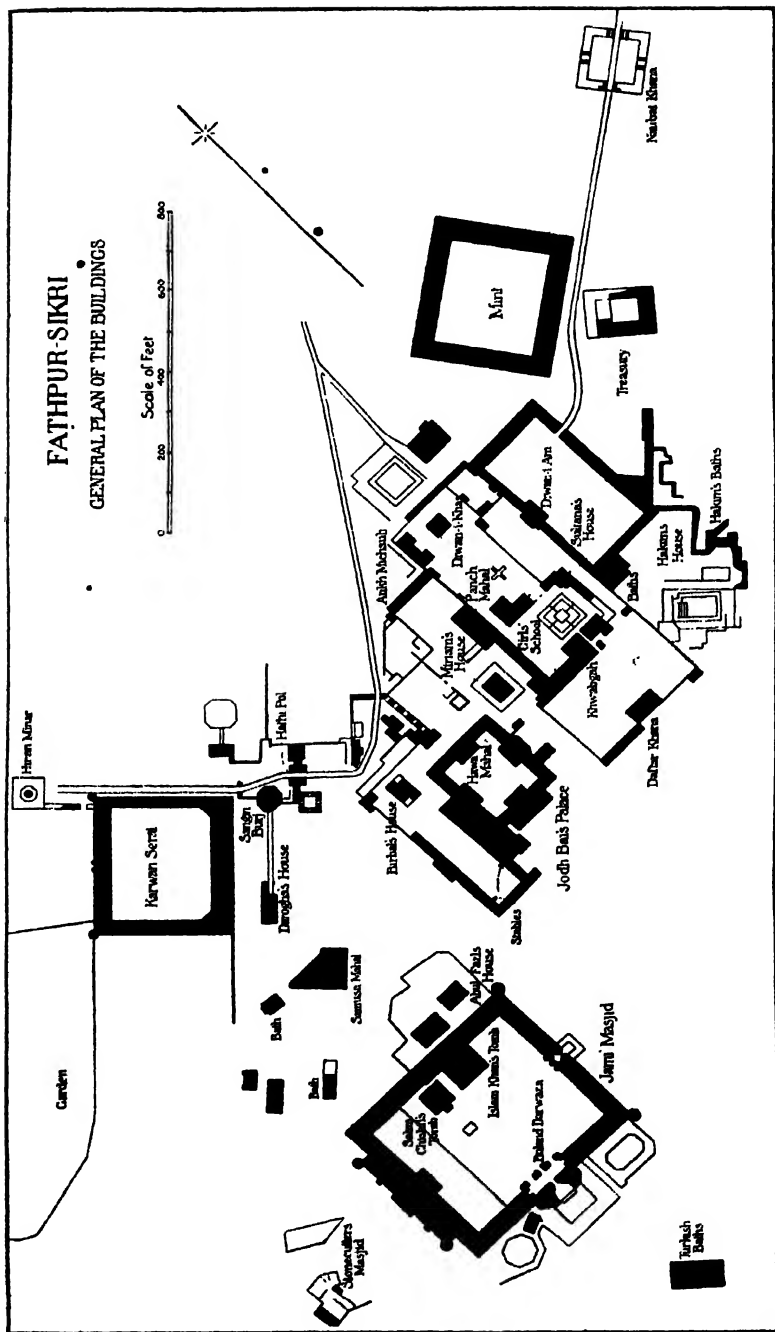 FATHPUR-SIKRI
GENERAL PLAN OF THE BUILDINGS
Scale of Feet
0 200 400 600 800
Hiran Minar
Garden
Karwan Serai
Hathi Pol
Sangin Burj
Darogha's House
Samusa Mahal
Bath
Bath
Stonecutters Masjid
Ankh Michauli
Diwan-i-Khas
Panch Mahal
Miriam's House
Girls' School
Khwabgah
Daftar Khana
Birbal's House
Hawa Mahal
Jodh Bai's Palace
Stables
Abul Fazl's House
Islam Khan's Tomb
Salim Chishti's Tomb
Buland Darwaza
Jami Masjid
Turkish Baths
Diwan-i-Am
Sultana's House
Baths
Hakim's House
Hakim's Baths
Treasury
Mint
Naubat Khana